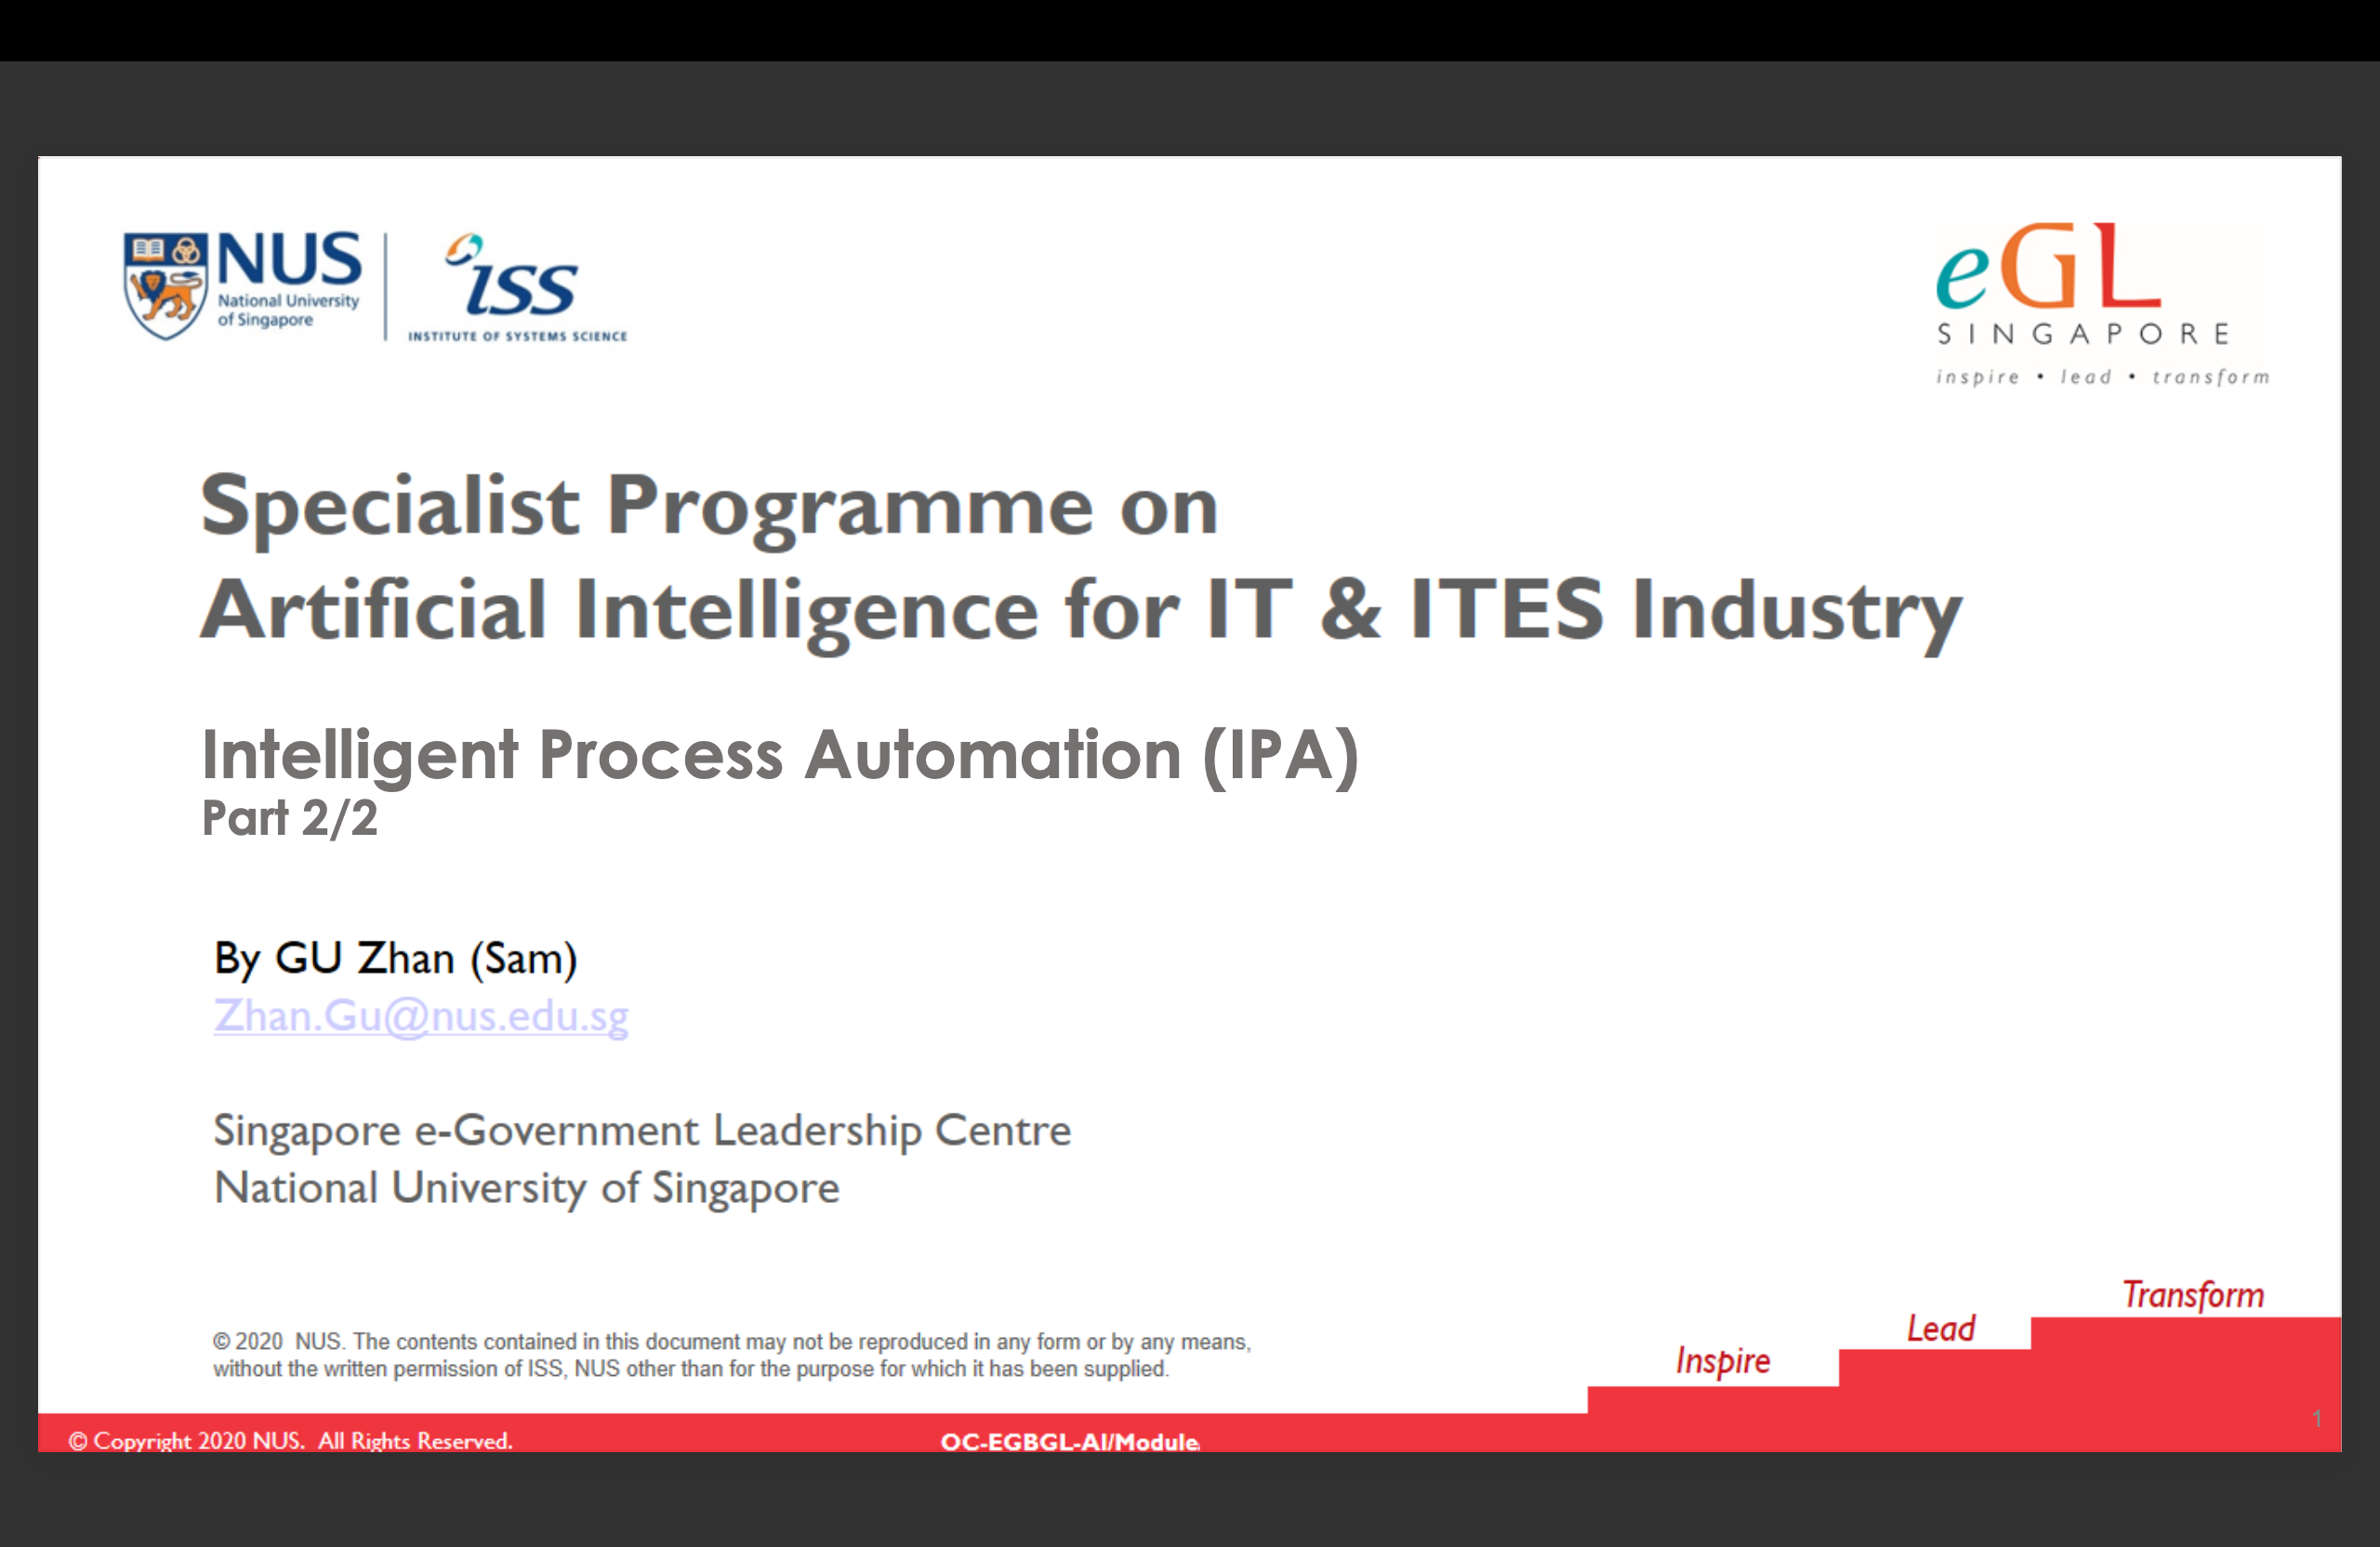 NUS
National University
of Singapore
iss
INSTITUTE OF SYSTEMS SCIENCE
eGL
SINGAPORE
inspire • lead • transform
Specialist Programme on
Artificial Intelligence for IT & ITES Industry
Intelligent Process Automation (IPA)
Part 2/2
By GU Zhan (Sam)
Zhan.Gu@nus.edu.sg
Singapore e-Government Leadership Centre
National University of Singapore
© 2020 NUS. The contents contained in this document may not be reproduced in any form or by any means,
without the written permission of ISS, NUS other than for the purpose for which it has been supplied.
Inspire
Lead
Transform
© Copyright 2020 NUS. All Rights Reserved.
OC-EGBGL-AI/Module
1